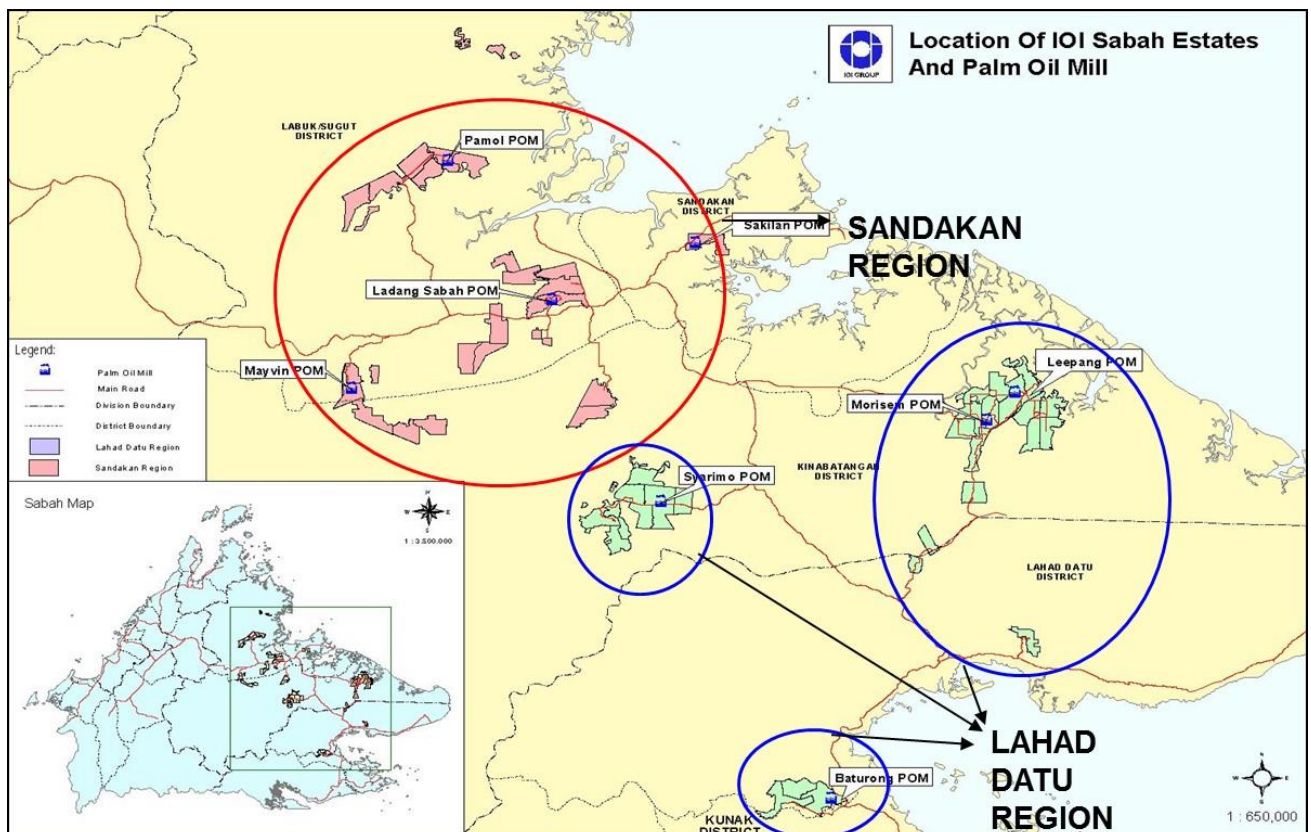 Location Of IOI Sabah Estates
And Palm Oil Mill
IOI GROUP
LABUK/SUGUT
DISTRICT
Pamol POM
SANDAKAN
DISTRICT
Sakilan POM
SANDAKAN
REGION
Ladang Sabah POM
Mayvin POM
Leepang POM
Morisem POM
KINABATANGAN
DISTRICT
Syarimo POM
LAHAD DATU
DISTRICT
Legend:
Palm Oil Mill
Main Road
Division Boundary
District Boundary
Lahad Datu Region
Sandakan Region
Sabah Map
N
W
E
S
1 : 3,500,000
Baturong POM
KUNAK
DISTRICT
LAHAD
DATU
REGION
N
W
E
S
1 : 650,000